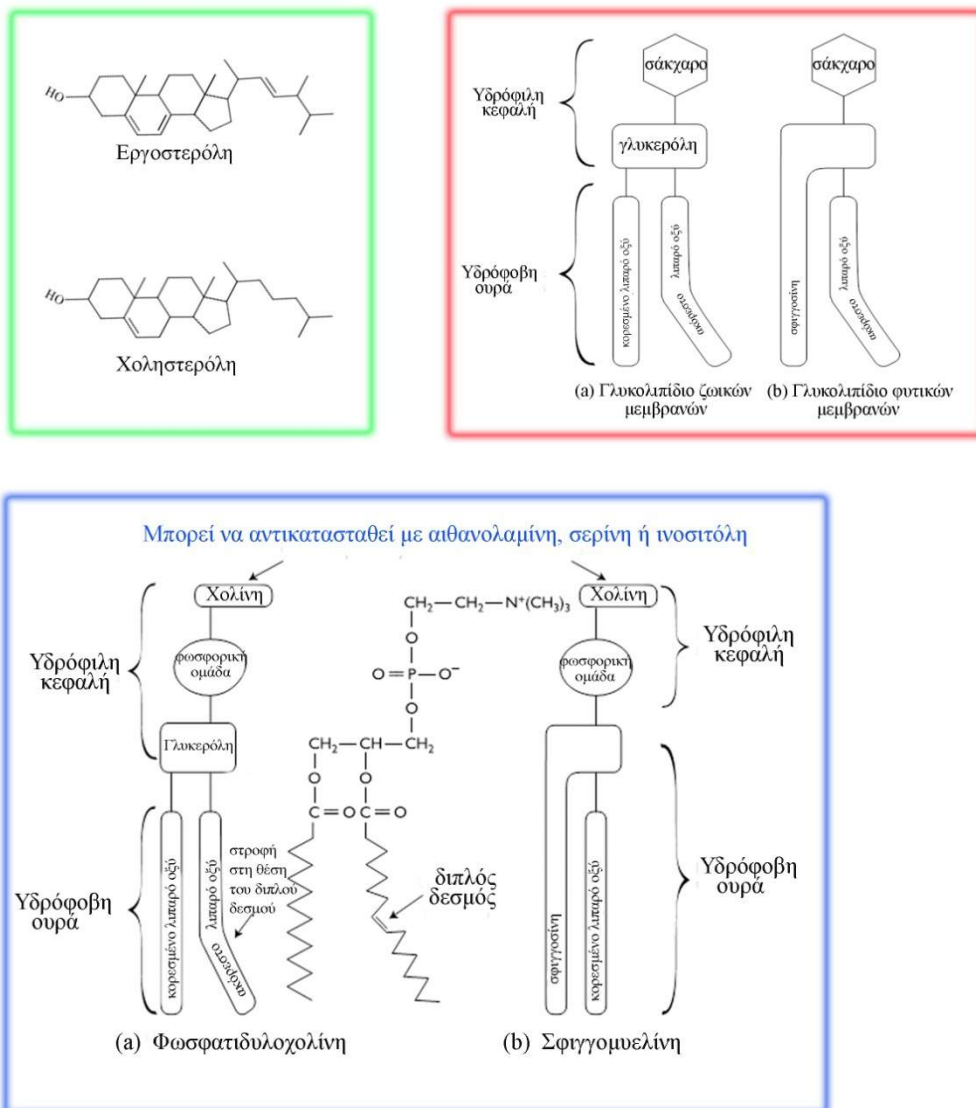 HO
Εργοστερόλη
HO
Χοληστερόλη
Υδρόφιλη
κεφαλή
Υδρόφοβη
ουρά
σάκχαρο
γλυκερόλη
κορεσμένο λιπαρό οξύ
λιπαρό οξύ
ακόρεστο
(a) Γλυκολιπίδιο ζωικών
μεμβρανών
σάκχαρο
σφιγγοσίνη
λιπαρό οξύ
ακόρεστο
(b) Γλυκολιπίδιο φυτικών
μεμβρανών
Μπορεί να αντικατασταθεί με αιθανολαμίνη, σερίνη ή ινοσιτόλη
Υδρόφιλη
κεφαλή
Υδρόφοβη
ουρά
Χολίνη
φωσφορική
ομάδα
Γλυκερόλη
κορεσμένο λιπαρό οξύ
λιπαρό οξύ
ακόρεστο
στροφή
στη θέση
του διπλού
δεσμού
(a) Φωσφατιδυλοχολίνη
CH₂—CH₂—N⁺(CH₃)₃
O
O=P—O⁻
O
CH₂—CH—CH₂
O O
C=O C=O
διπλός
δεσμός
Χολίνη
φωσφορική
ομάδα
σφιγγοσίνη
κορεσμένο λιπαρό οξύ
Υδρόφιλη
κεφαλή
Υδρόφοβη
ουρά
(b) Σφιγγομυελίνη